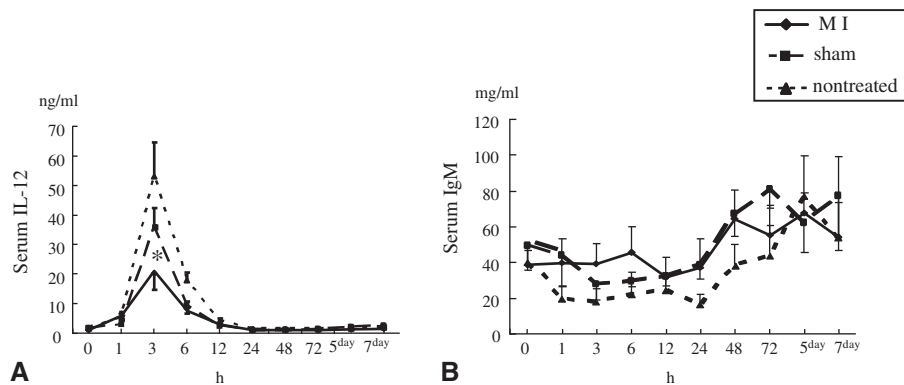 M I
sham
nontreated
ng/ml
Serum IL-12
70
60
50
40
30
20
10
0
*
0 1 3 6 12 24 48 72 5day 7day
h
A
mg/ml
Serum IgM
120
100
80
60
40
20
0
0 1 3 6 12 24 48 72 5day 7day
h
B